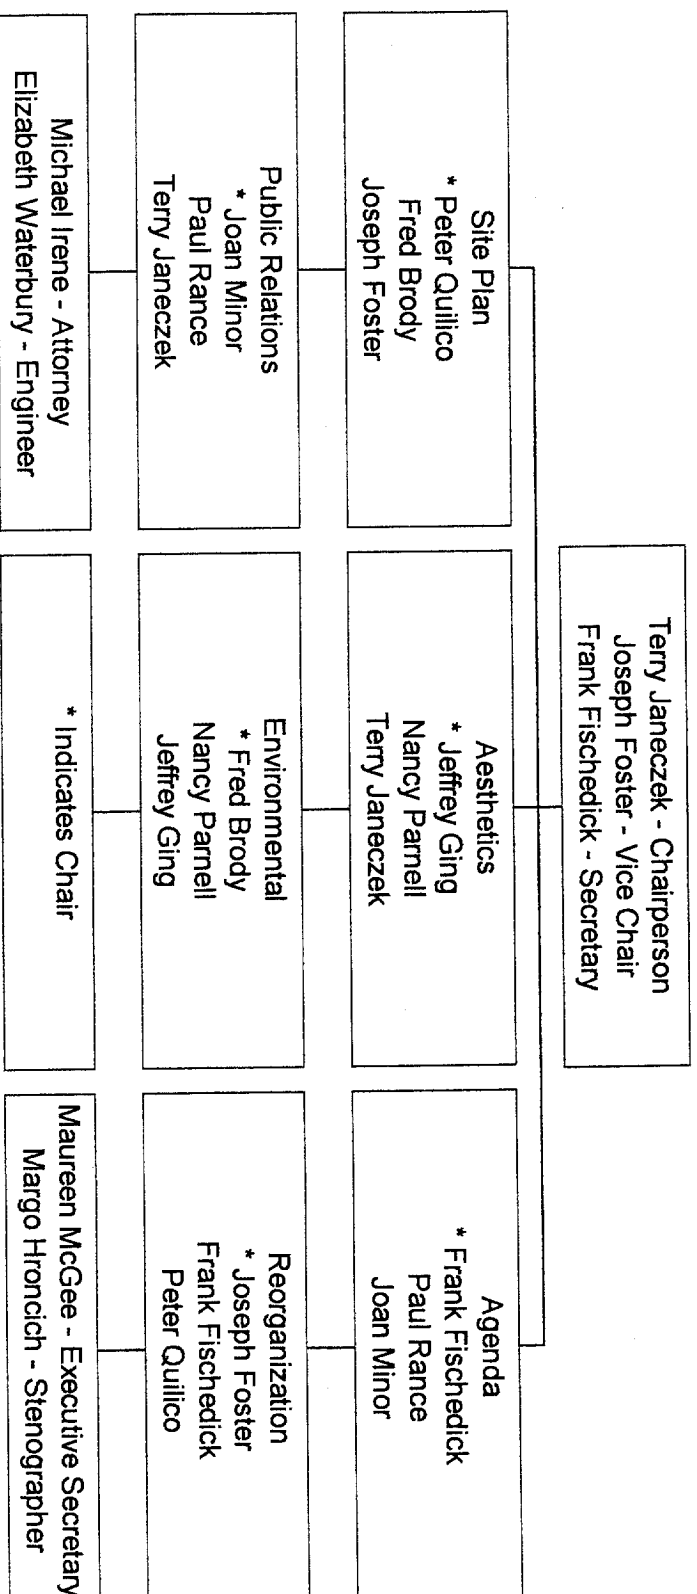 Terry Janeczek - Chairperson
Joseph Foster - Vice Chair
Frank Fischedick - Secretary
Site Plan
* Peter Quilico
Fred Brody
Joseph Foster
Aesthetics
* Jeffrey Ging
Nancy Parnell
Terry Janeczek
Agenda
* Frank Fischedick
Paul Rance
Joan Minor
Public Relations
* Joan Minor
Paul Rance
Terry Janeczek
Environmental
* Fred Brody
Nancy Parnell
Jeffrey Ging
Reorganization
* Joseph Foster
Frank Fischedick
Peter Quilico
Michael Irene - Attorney
Elizabeth Waterbury - Engineer
* Indicates Chair
Maureen McGee - Executive Secretary
Margo Hroncich - Stenographer